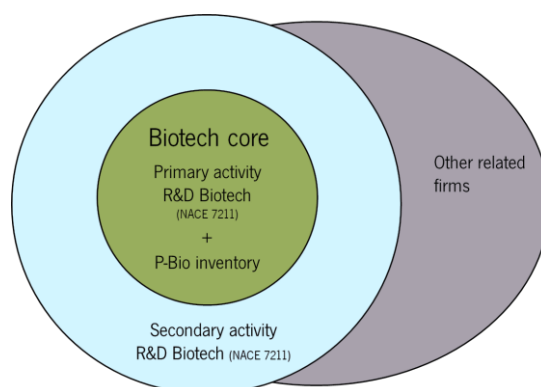 Biotech core
Primary activity
R&D Biotech
(NACE 7211)
+
P-Bio inventory
Secondary activity
R&D Biotech (NACE 7211)
Other related
firms